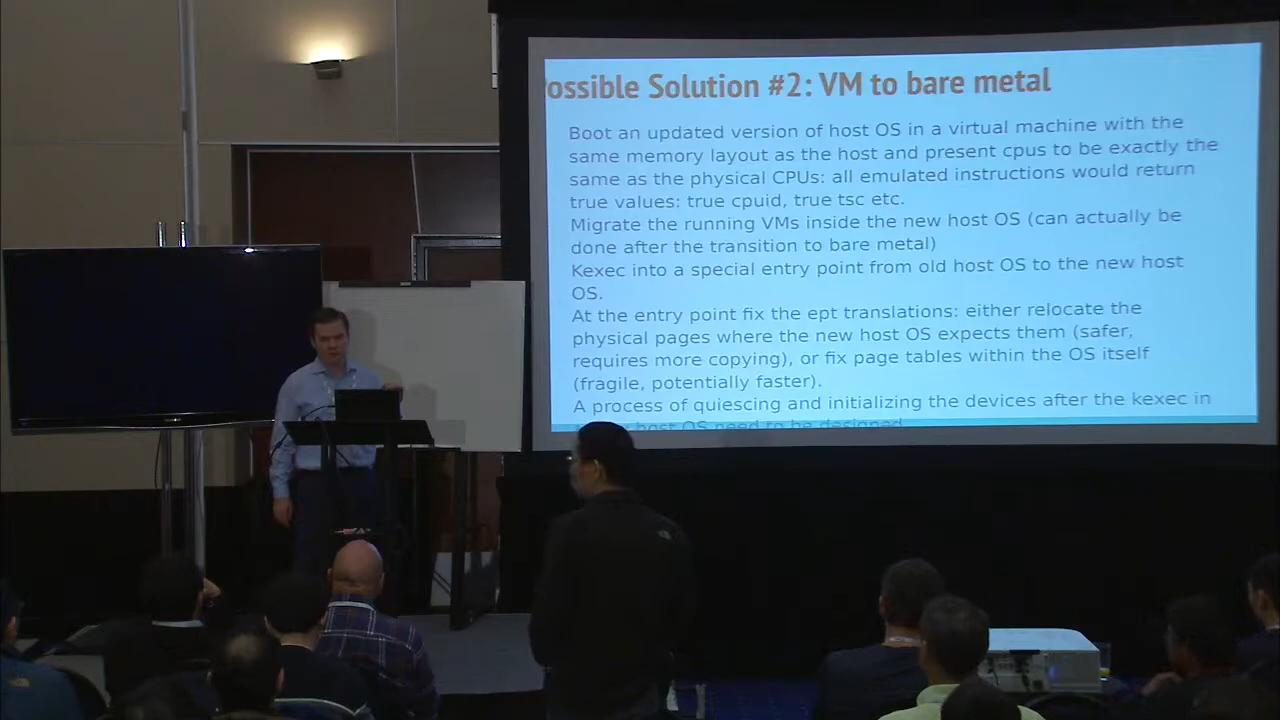 ossible Solution #2: VM to bare metal
Boot an updated version of host OS in a virtual machine with the
same memory layout as the host and present cpus to be exactly the
same as the physical CPUs: all emulated instructions would return
true values: true cpuid, true tsc etc.
Migrate the running VMs inside the new host OS (can actually be
done after the transition to bare metal)
Kexec into a special entry point from old host OS to the new host
OS.
At the entry point fix the ept translations: either relocate the
physical pages where the new host OS expects them (safer,
requires more copying), or fix page tables within the OS itself
(fragile, potentially faster).
A process of quiescing and initializing the devices after the kexec in
host OS need to be designed